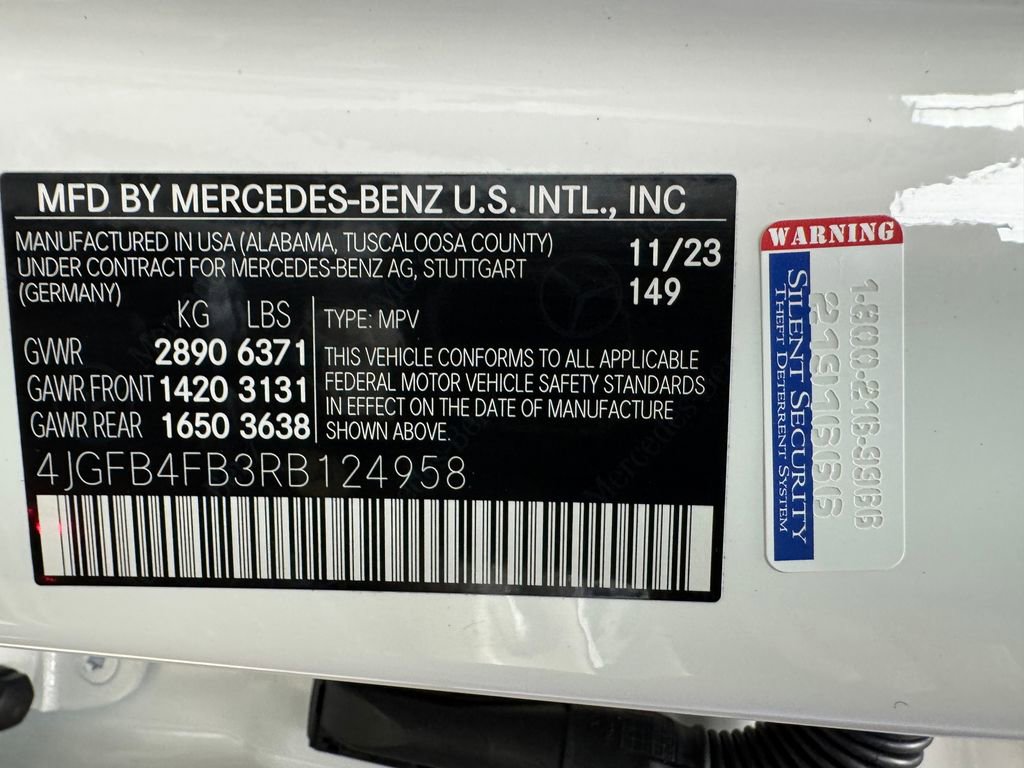 MFD BY MERCEDES-BENZ U.S. INTL., INC
MANUFACTURED IN USA (ALABAMA, TUSCALOOSA COUNTY)
UNDER CONTRACT FOR MERCEDES-BENZ AG, STUTTGART
(GERMANY)
11/23
149
KG LBS
GVWR 2890 6371
GAWR FRONT 1420 3131
GAWR REAR 1650 3638
TYPE: MPV
THIS VEHICLE CONFORMS TO ALL APPLICABLE
FEDERAL MOTOR VEHICLE SAFETY STANDARDS
IN EFFECT ON THE DATE OF MANUFACTURE
SHOWN ABOVE.
4JGFB4FB3RB124958
WARNING
SILENT SECURITY
THEFT DETERRENT SYSTEM